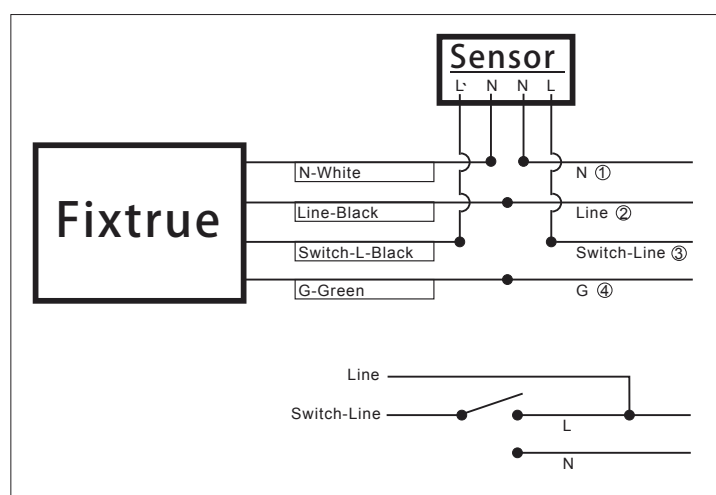 Sensor
L` N N L
N-White
N ①
Fixtrue
Line-Black
Line ②
Switch-L-Black
Switch-Line ③
G-Green
G ④
Line
Switch-Line
L
N